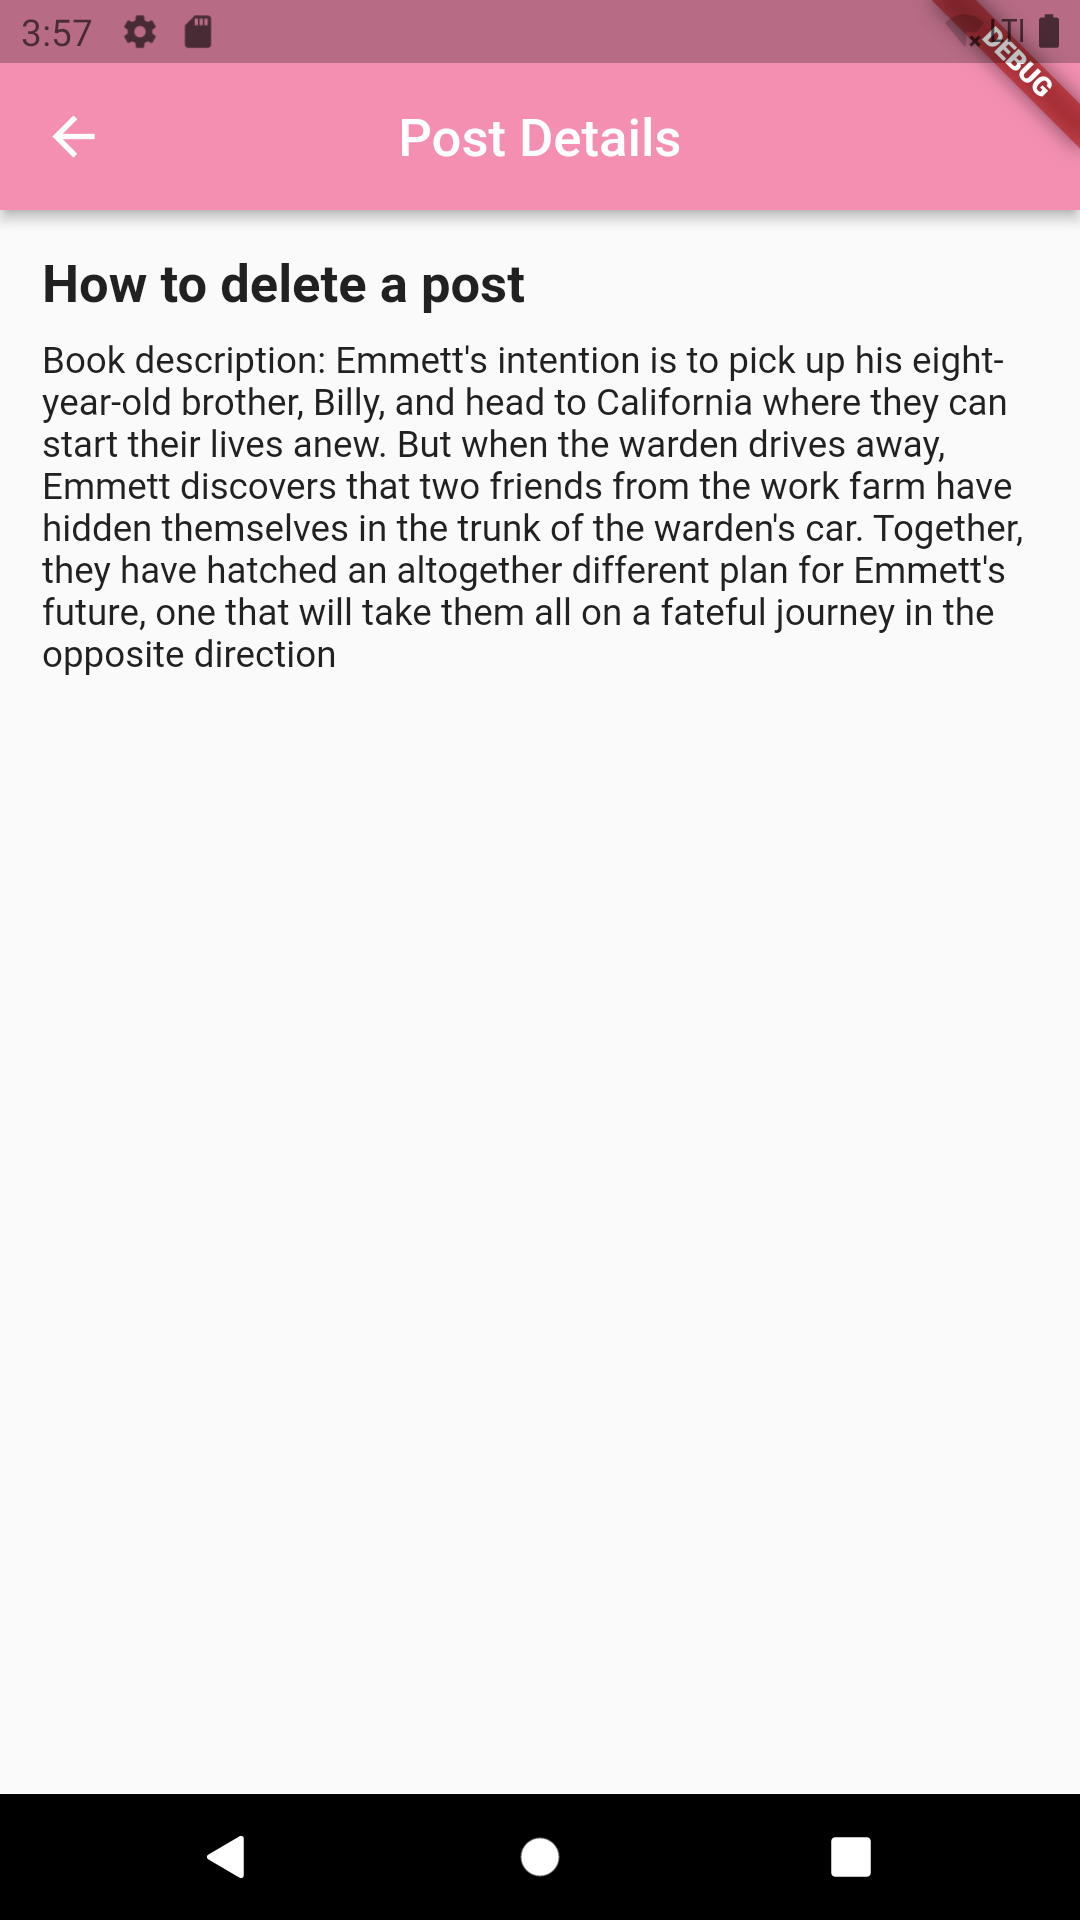 3:57
DEBUG
Post Details
How to delete a post
Book description: Emmett's intention is to pick up his eight-
year-old brother, Billy, and head to California where they can
start their lives anew. But when the warden drives away,
Emmett discovers that two friends from the work farm have
hidden themselves in the trunk of the warden's car. Together,
they have hatched an altogether different plan for Emmett's
future, one that will take them all on a fateful journey in the
opposite direction